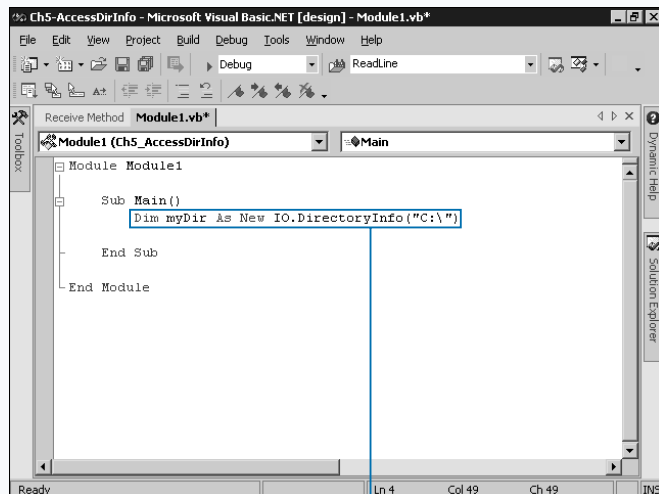 Ch5-AccessDirInfo - Microsoft Visual Basic.NET [design] - Module1.vb*
File Edit View Project Build Debug Tools Window Help
Debug ReadLine
Receive Method Module1.vb*
Module1 (Ch5_AccessDirInfo) Main
Toolbox
Dynamic Help
Solution Explorer
Module Module1
Sub Main()
Dim myDir As New IO.DirectoryInfo("C:\")
End Sub
End Module
Ready Ln 4 Col 49 Ch 49 INS